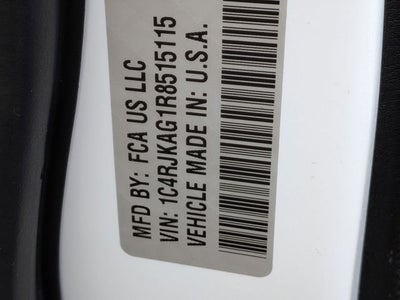 MFD BY: FCA US LLC
VIN: 1C4RJKAG1R8515115
VEHICLE MADE IN: U.S.A.